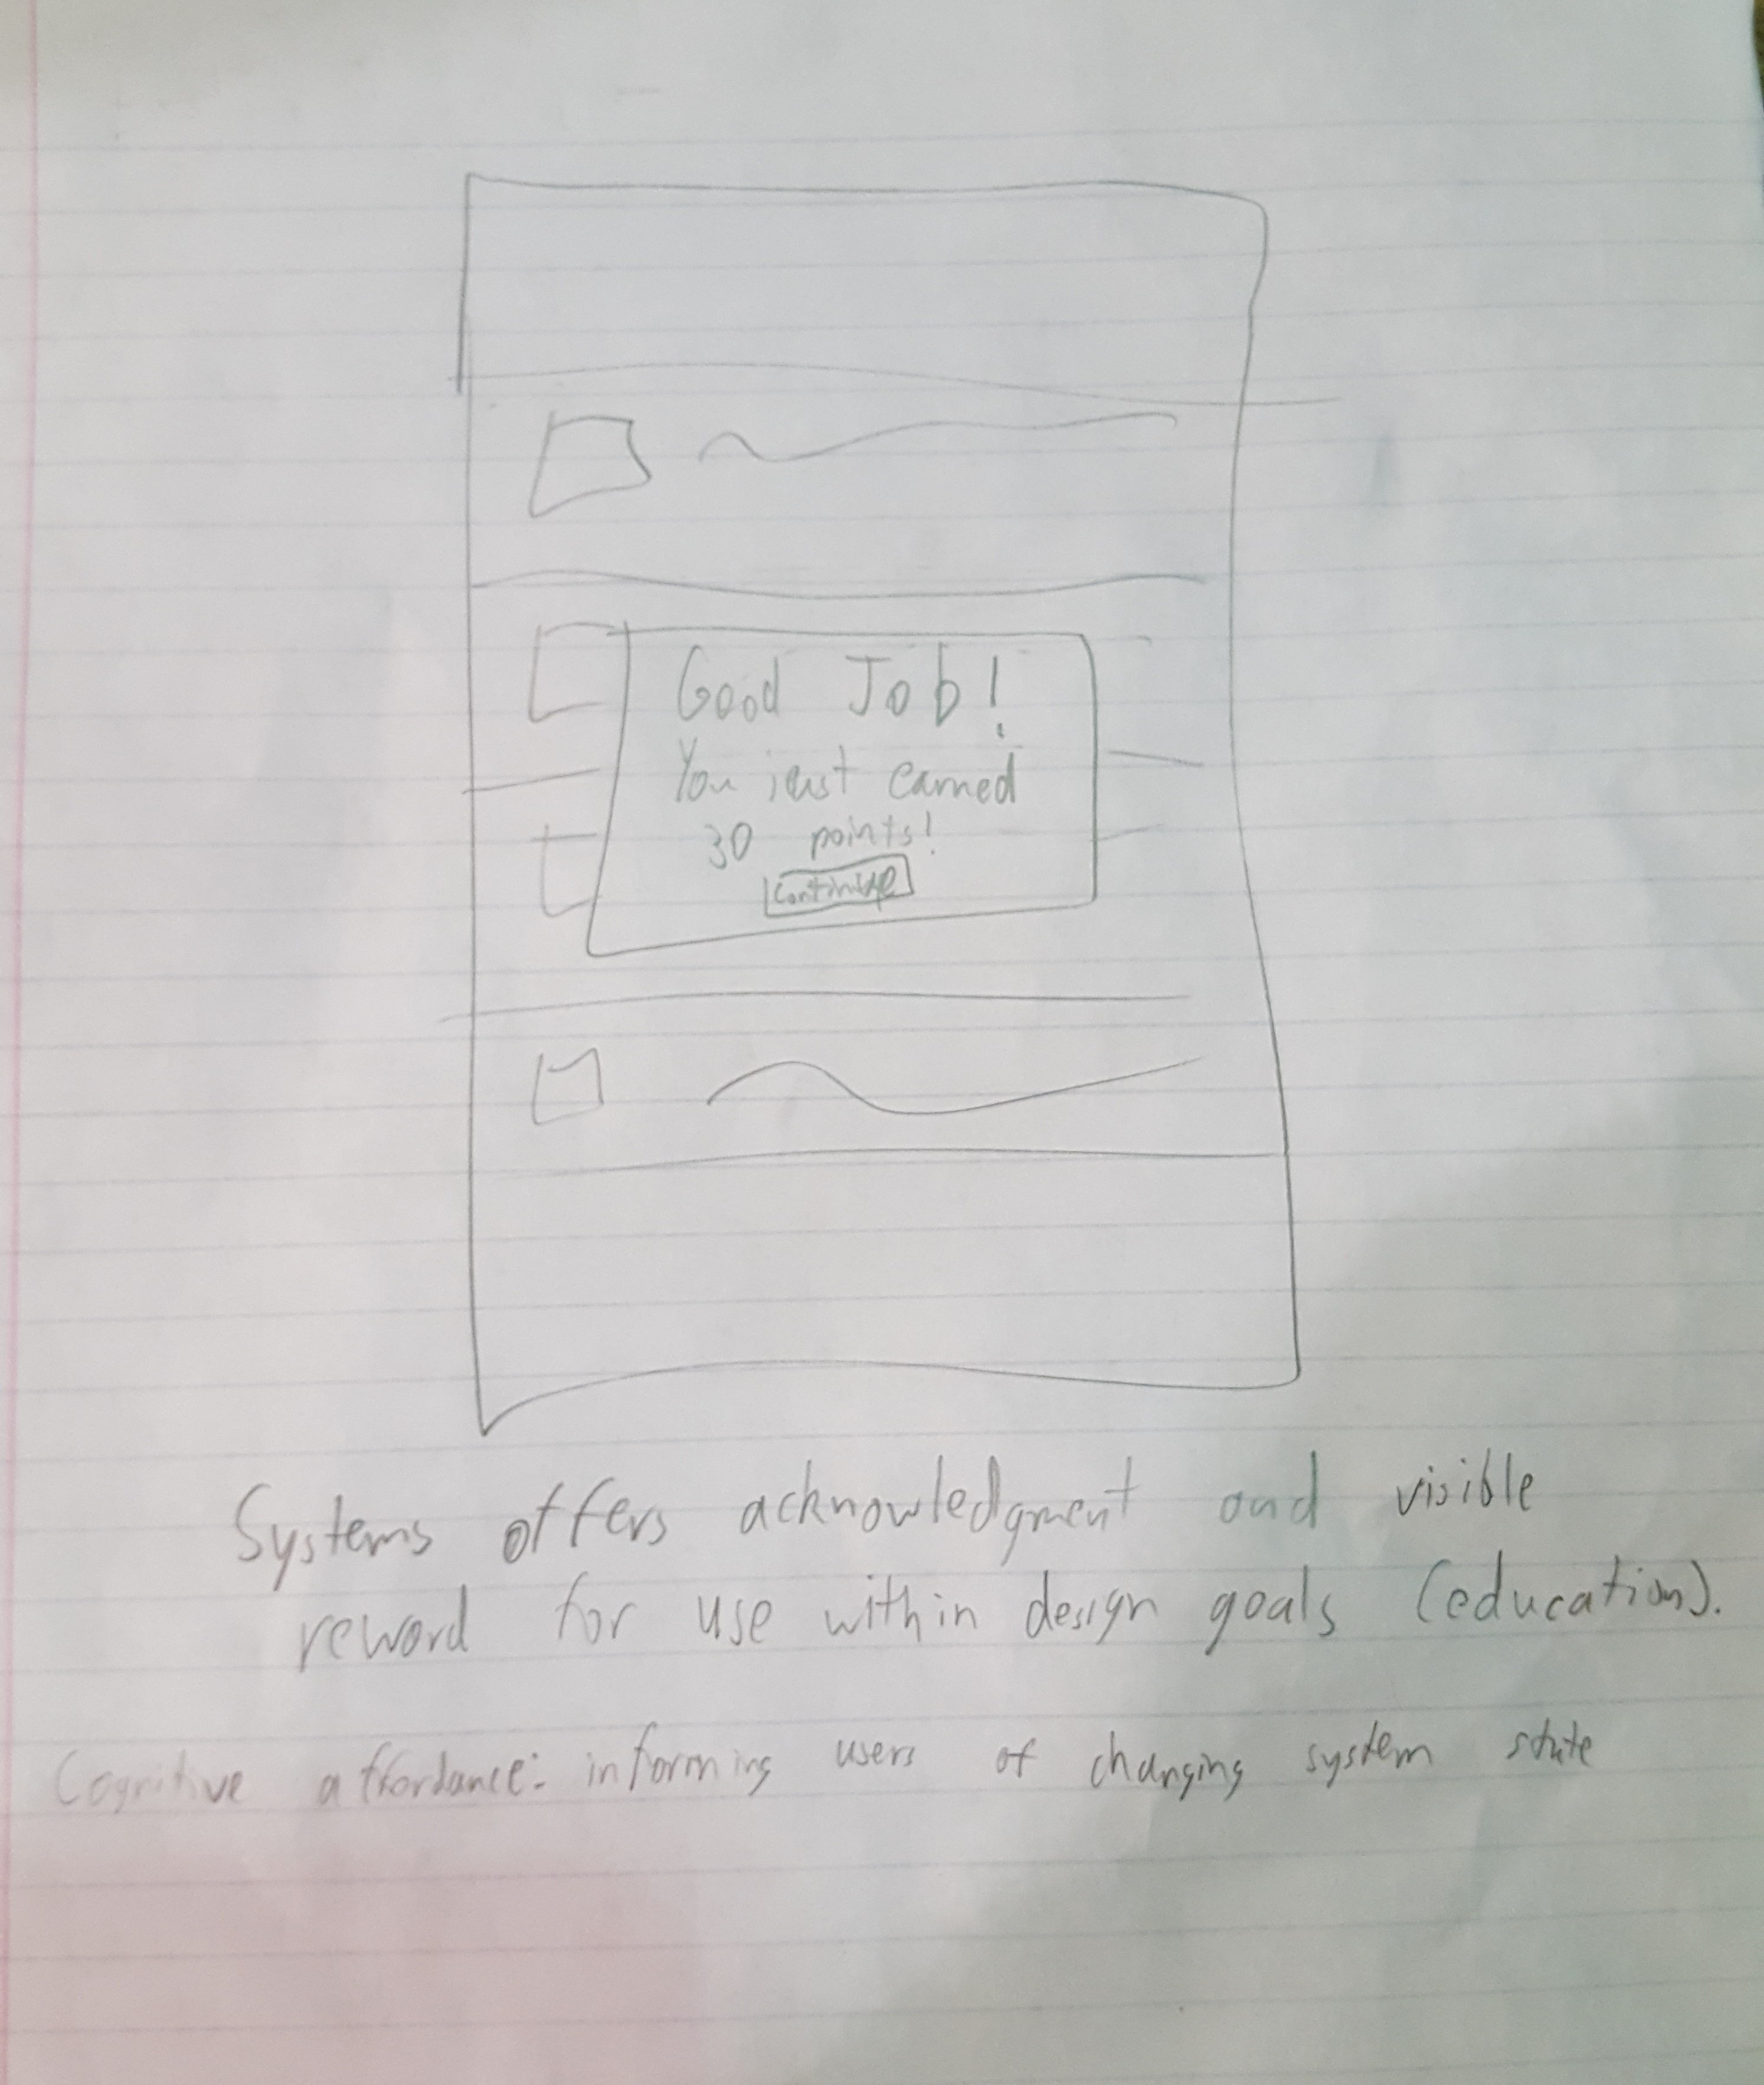 Good Job!
You just earned
30 points!
Continue
Systems offers acknowledgment and visible
reward for use within design goals (education).
Cognitive affordance: informing users of changing system state